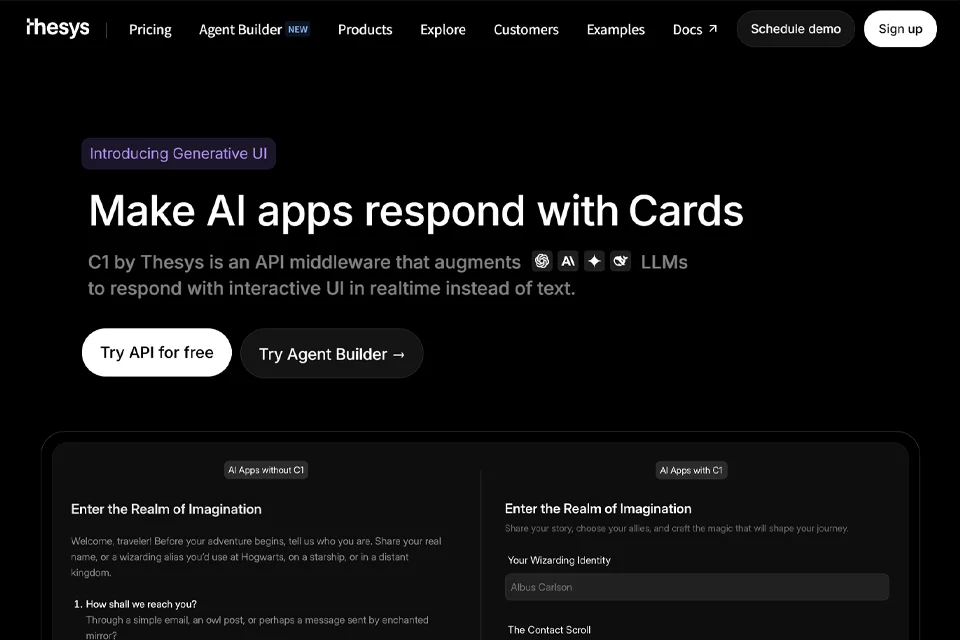 thesys
Pricing
Agent Builder NEW
Products
Explore
Customers
Examples
Docs ↗
Schedule demo
Sign up
Introducing Generative UI
Make AI apps respond with Cards
C1 by Thesys is an API middleware that augments LLMs
to respond with interactive UI in realtime instead of text.
Try API for free
Try Agent Builder →
AI Apps without C1
Enter the Realm of Imagination
Welcome, traveler! Before your adventure begins, tell us who you are. Share your real
name, or a wizarding alias you'd use at Hogwarts, on a starship, or in a distant
kingdom.
1. How shall we reach you?
Through a simple email, an owl post, or perhaps a message sent by enchanted
mirror?
AI Apps with C1
Enter the Realm of Imagination
Share your story, choose your allies, and craft the magic that will shape your journey.
Your Wizarding Identity
Albus Carlson
The Contact Scroll